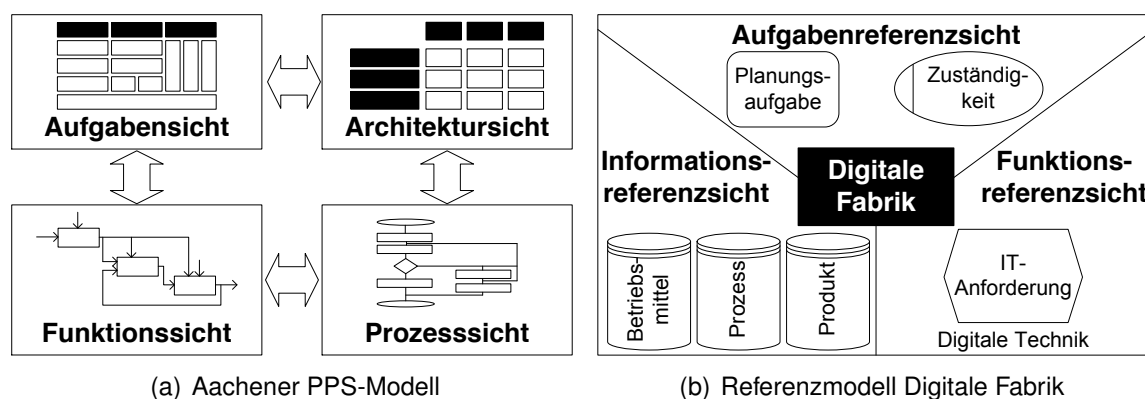 Aufgabensicht
Architektursicht
Funktionssicht
Prozesssicht
(a) Aachener PPS-Modell
Aufgabenreferenzsicht
Planungs-
aufgabe
Zuständig-
keit
Informations-
referenzsicht
Digitale
Fabrik
Funktions-
referenzsicht
Betriebs-
mittel
Prozess
Produkt
IT-
Anforderung
Digitale Technik
(b) Referenzmodell Digitale Fabrik